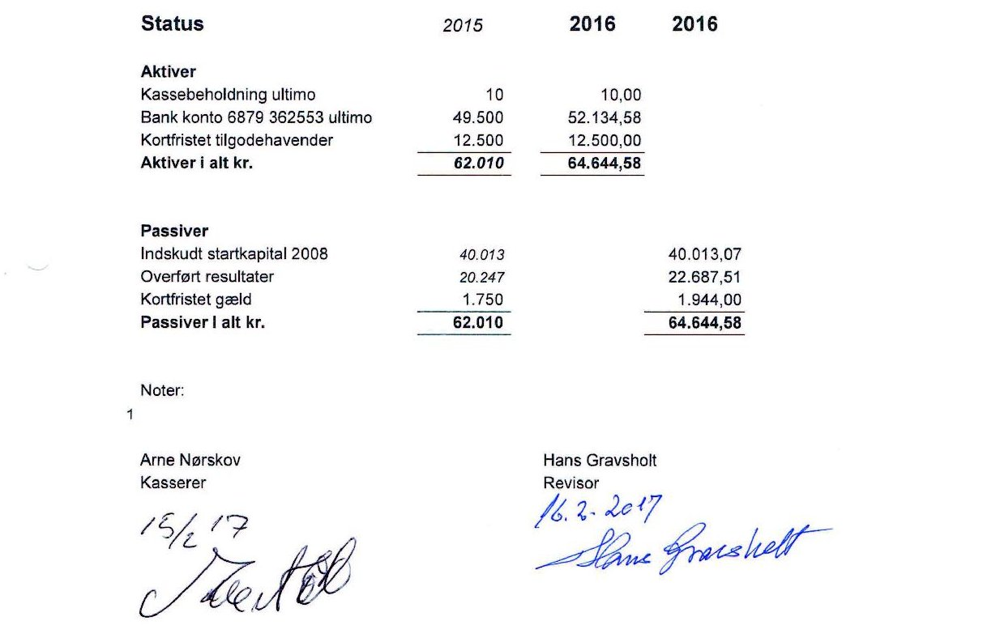 Status 2015 2016 2016
Aktiver
Kassebeholdning ultimo 10 10,00
Bank konto 6879 362553 ultimo 49.500 52.134,58
Kortfristet tilgodehavender 12.500 12.500,00
Aktiver i alt kr. 62.010 64.644,58
Passiver
Indskudt startkapital 2008 40.013 40.013,07
Overført resultater 20.247 22.687,51
Kortfristet gæld 1.750 1.944,00
Passiver I alt kr. 62.010 64.644,58
Noter:
1
Arne Nørskov Hans Gravsholt
Kasserer Revisor
15/2 17 16.2.2017
Hans Gravsholt